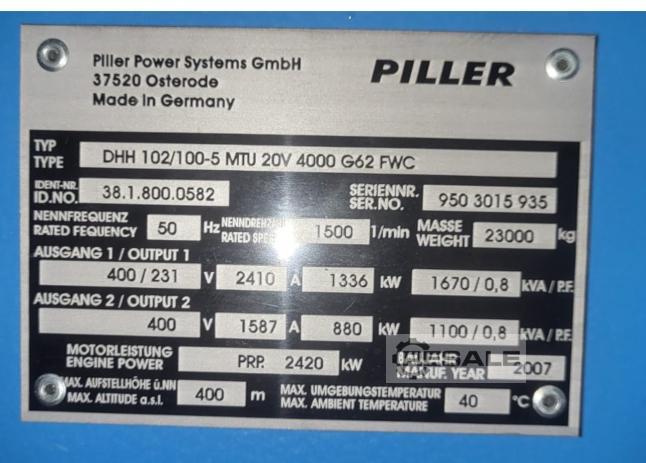 Piller Power Systems GmbH
37520 Osterode
Made In Germany
PILLER
TYP
TYPE DHH 102/100-5 MTU 20V 4000 G62 FWC
IDENT-NR.
ID.NO. 38.1.800.0582
SERIENNR.
SER.NO. 950 3015 935
NENNFREQUENZ
RATED FEQUENCY 50 Hz
NENNDREHZAHL
RATED SPEED 1500 1/min
MASSE
WEIGHT 23000 kg
AUSGANG 1 / OUTPUT 1
400 / 231 V 2410 A 1336 kW 1670 / 0,8 kVA / P.F.
AUSGANG 2 / OUTPUT 2
400 V 1587 A 880 kW 1100 / 0,8 kVA / P.F.
MOTORLEISTUNG
ENGINE POWER PRP. 2420 kW
BAUJAHR
MANUF. YEAR 2007
MAX. AUFSTELLHÖHE ü.NN
MAX. ALTITUDE a.s.l. 400 m
MAX. UMGEBUNGSTEMPERATUR
MAX. AMBIENT TEMPERATURE 40 °C